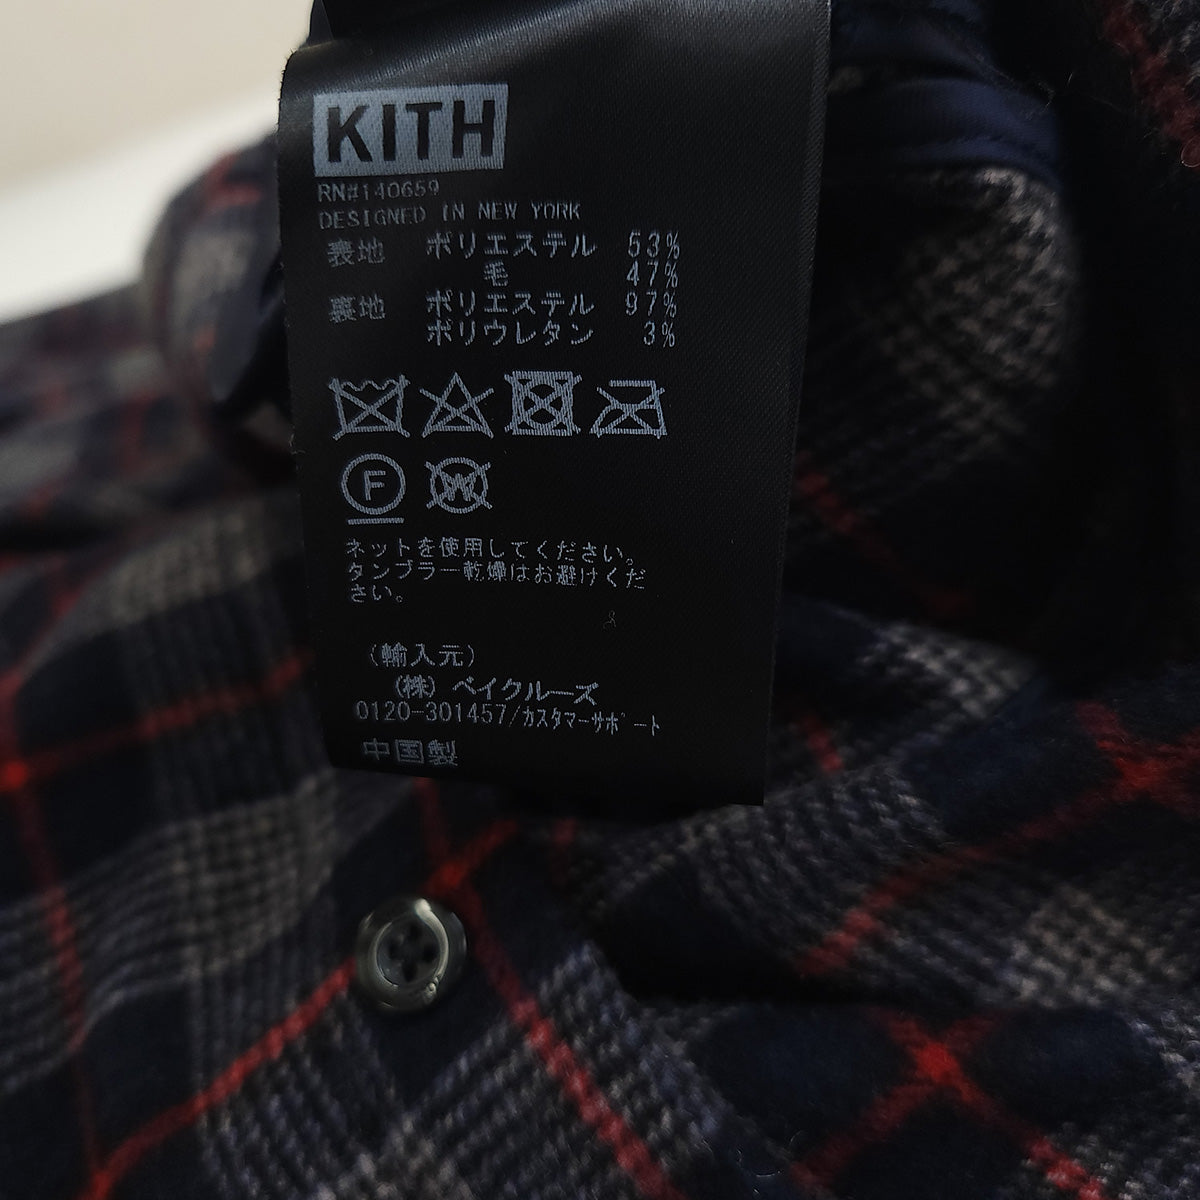 KITH
RN#140659
DESIGNED IN NEW YORK
表地 ポリエステル 53%
毛 47%
裏地 ポリエステル 97%
ポリウレタン 3%
F W
ネットを使用してください。
タンブラー乾燥はお避けくだ
さい。
(輸入元)
(株) ベイクルーズ
0120-301457/カスタマーサポート
中国製